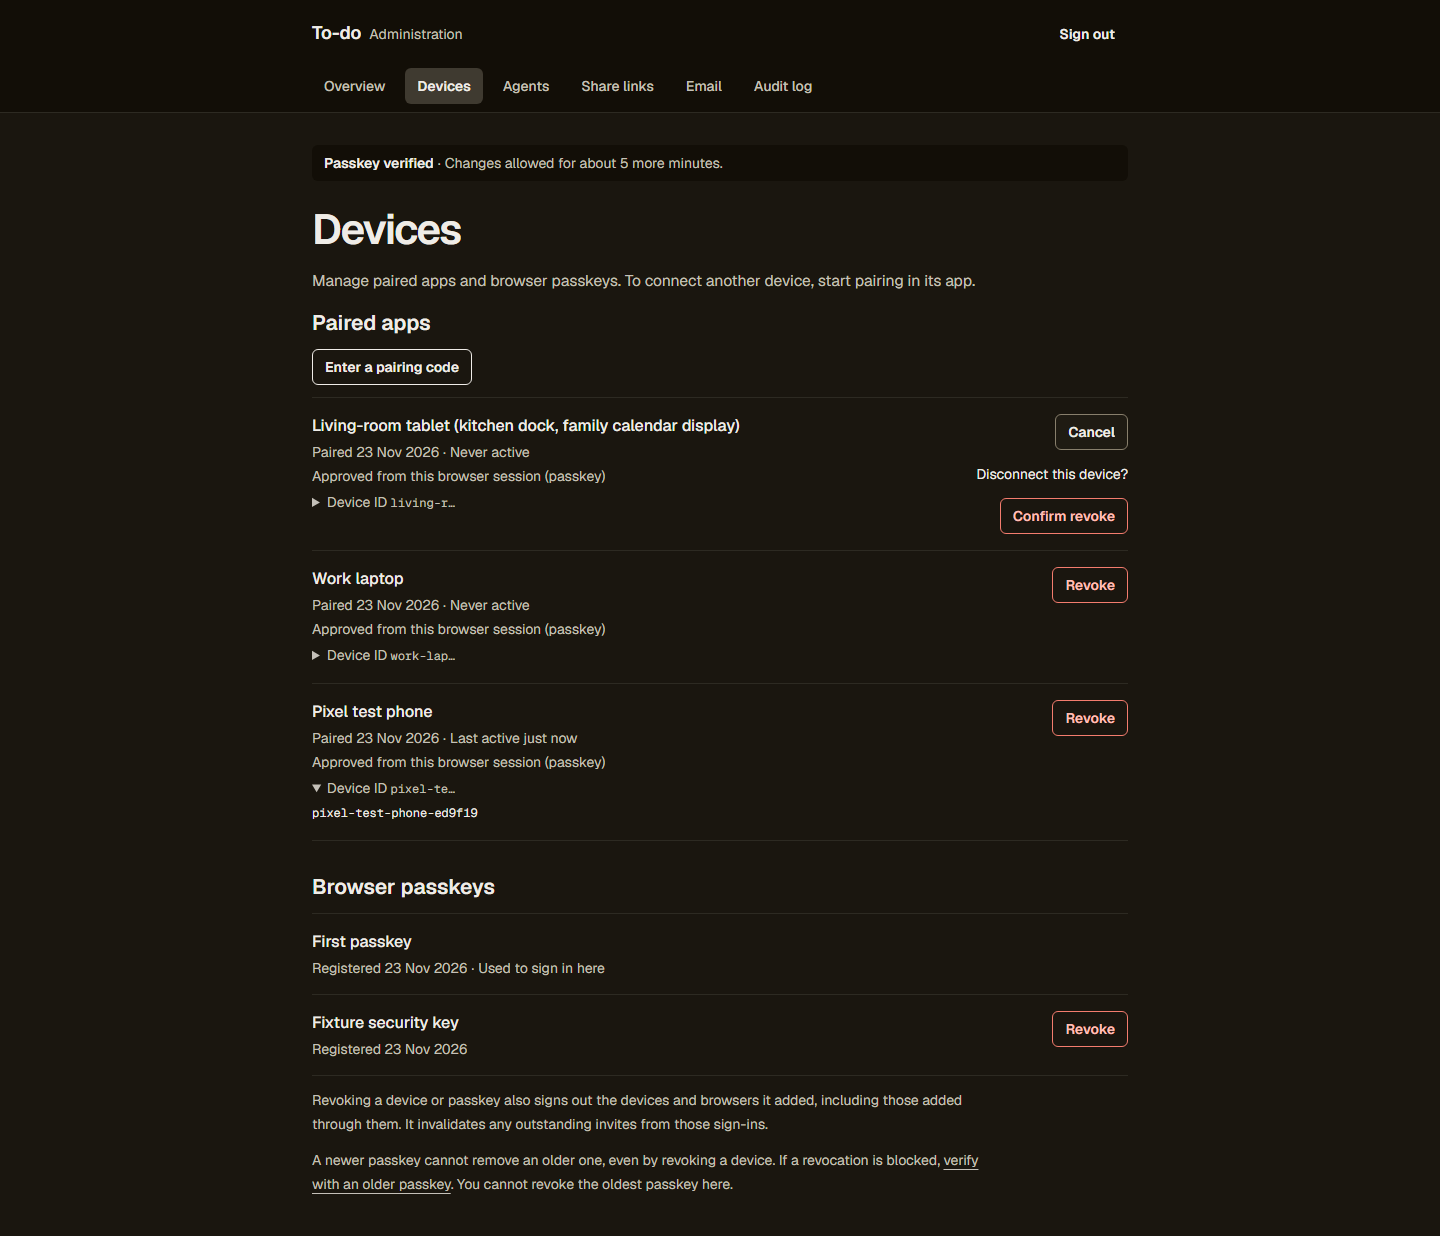 To-do Administration
Sign out
Overview
Devices
Agents
Share links
Email
Audit log
Passkey verified · Changes allowed for about 5 more minutes.
Devices
Manage paired apps and browser passkeys. To connect another device, start pairing in its app.
Paired apps
Enter a pairing code
Living-room tablet (kitchen dock, family calendar display)
Paired 23 Nov 2026 · Never active
Approved from this browser session (passkey)
Device ID living-r…
Cancel
Disconnect this device?
Confirm revoke
Work laptop
Paired 23 Nov 2026 · Never active
Approved from this browser session (passkey)
Device ID work-lap…
Revoke
Pixel test phone
Paired 23 Nov 2026 · Last active just now
Approved from this browser session (passkey)
Device ID pixel-te…
pixel-test-phone-ed9f19
Revoke
Browser passkeys
First passkey
Registered 23 Nov 2026 · Used to sign in here
Fixture security key
Registered 23 Nov 2026
Revoke
Revoking a device or passkey also signs out the devices and browsers it added, including those added
through them. It invalidates any outstanding invites from those sign-ins.
A newer passkey cannot remove an older one, even by revoking a device. If a revocation is blocked, verify
with an older passkey. You cannot revoke the oldest passkey here.